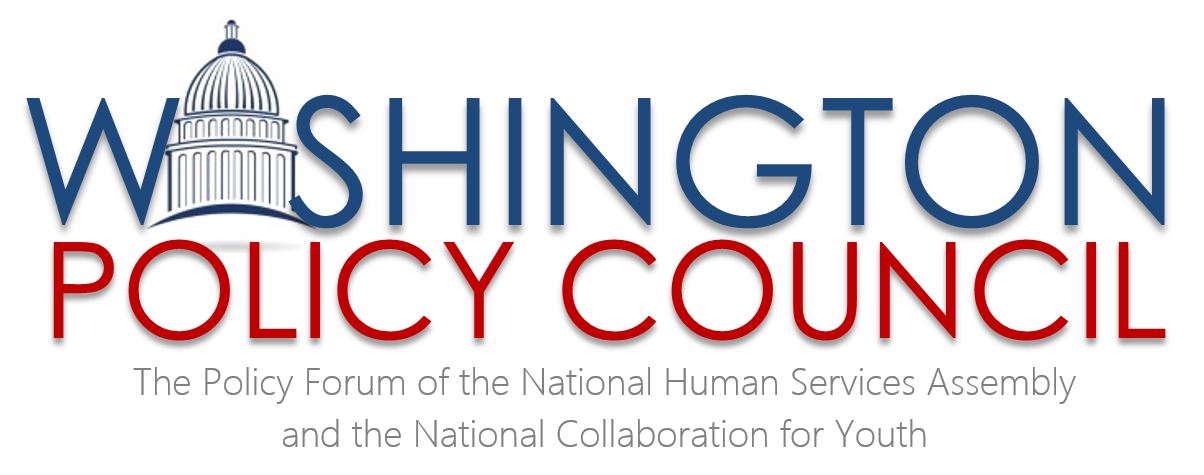 WASHINGTON
POLICY COUNCIL
The Policy Forum of the National Human Services Assembly
and the National Collaboration for Youth